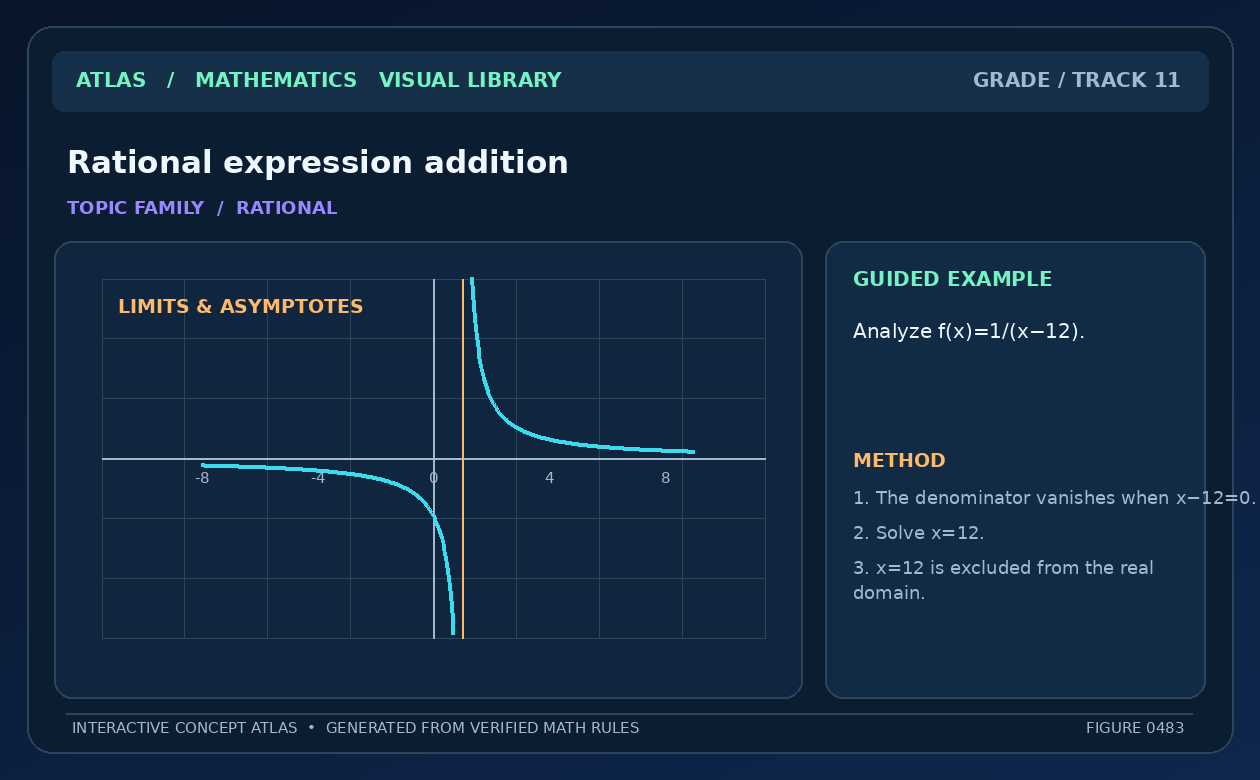 ATLAS / MATHEMATICS VISUAL LIBRARY
GRADE / TRACK 11
Rational expression addition
TOPIC FAMILY / RATIONAL
LIMITS & ASYMPTOTES
-8 -4 0 4 8
GUIDED EXAMPLE
Analyze f(x)=1/(x−12).
METHOD
1. The denominator vanishes when x−12=0.
2. Solve x=12.
3. x=12 is excluded from the real
domain.
INTERACTIVE CONCEPT ATLAS • GENERATED FROM VERIFIED MATH RULES
FIGURE 0483